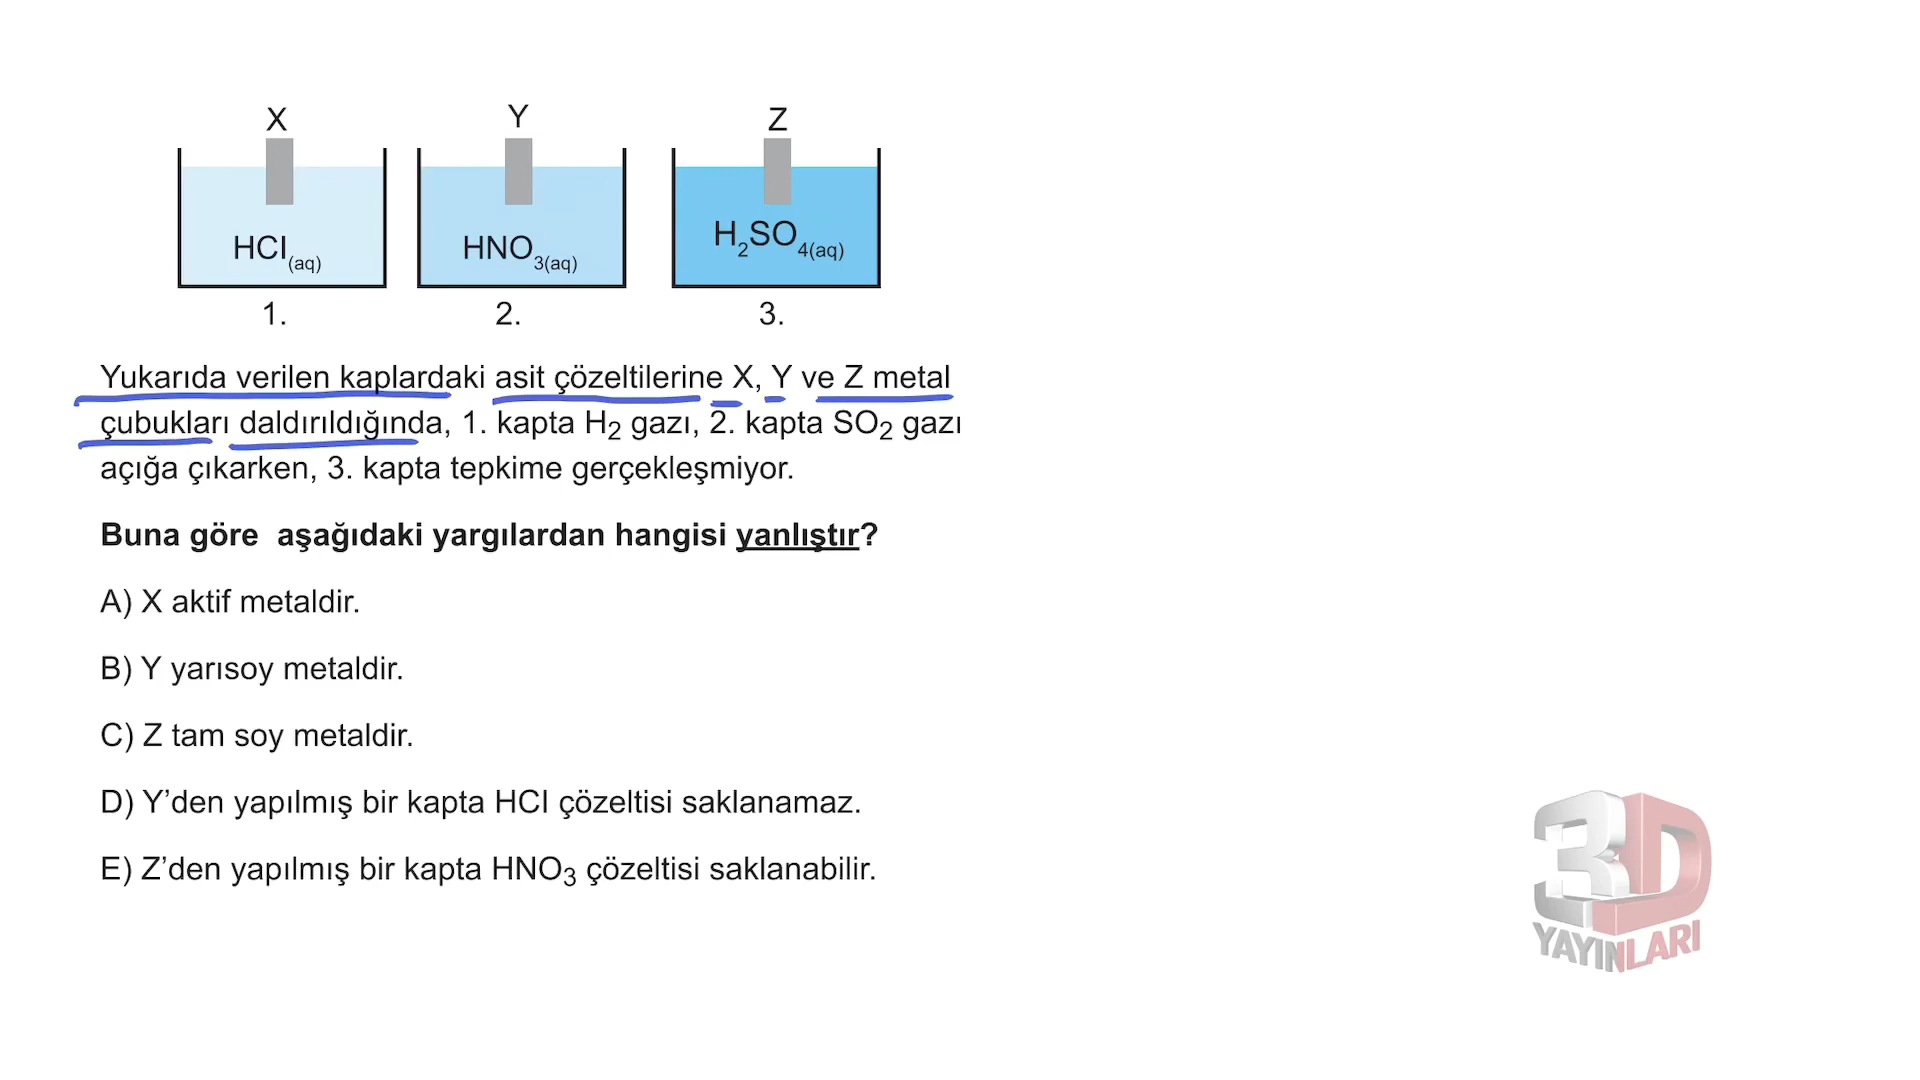 X
Y
Z
HCl(aq)
HNO3(aq)
H2SO4(aq)
1.
2.
3.
Yukarıda verilen kaplardaki asit çözeltilerine X, Y ve Z metal
çubukları daldırıldığında, 1. kapta H2 gazı, 2. kapta SO2 gazı
açığa çıkarken, 3. kapta tepkime gerçekleşmiyor.
Buna göre aşağıdaki yargılardan hangisi yanlıştır?
A) X aktif metaldir.
B) Y yarısoy metaldir.
C) Z tam soy metaldir.
D) Y’den yapılmış bir kapta HCl çözeltisi saklanamaz.
E) Z’den yapılmış bir kapta HNO3 çözeltisi saklanabilir.
3D
YAYINLARI